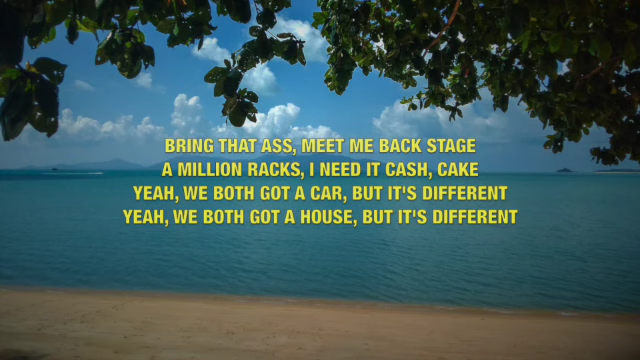 BRING THAT ASS, MEET ME BACK STAGE
A MILLION RACKS, I NEED IT CASH, CAKE
YEAH, WE BOTH GOT A CAR, BUT IT'S DIFFERENT
YEAH, WE BOTH GOT A HOUSE, BUT IT'S DIFFERENT